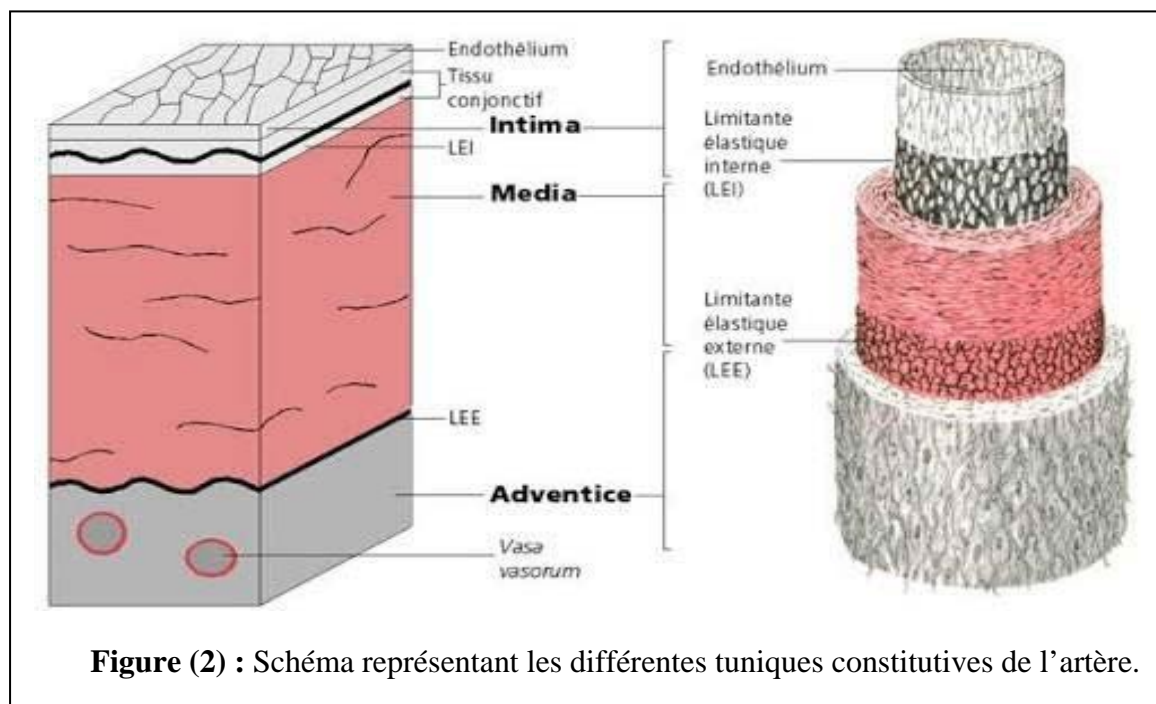 Endothélium
Tissu
conjonctif
Intima
LEI
Media
LEE
Adventice
Vasa
vasorum
Endothélium
Limitante
élastique
interne
(LEI)
Limitante
élastique
externe
(LEE)
Figure (2) : Schéma représentant les différentes tuniques constitutives de l’artère.